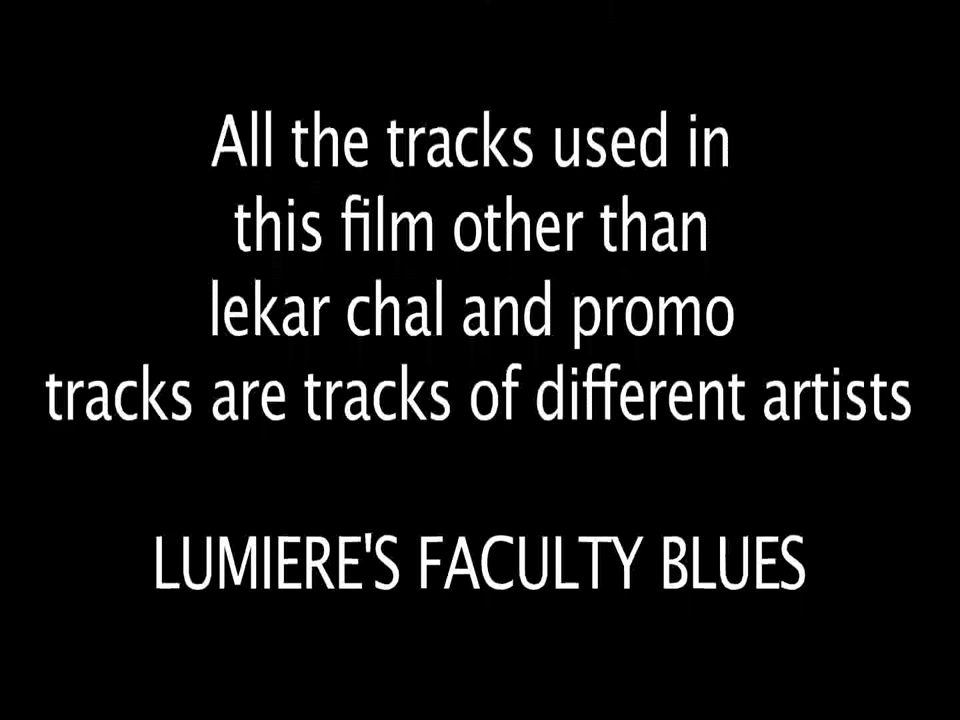 All the tracks used in
this film other than
lekar chal and promo
tracks are tracks of different artists
LUMIERE'S FACULTY BLUES